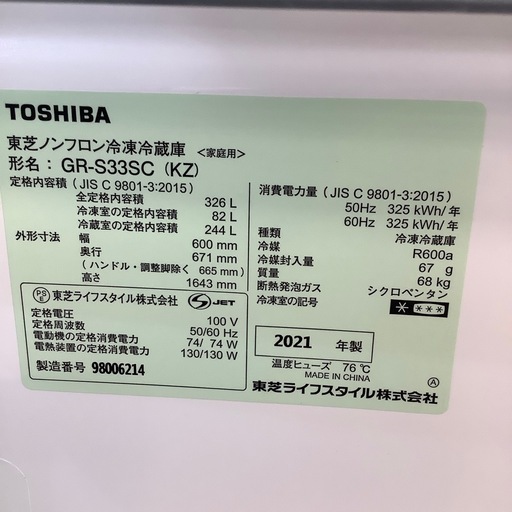 TOSHIBA
東芝ノンフロン冷凍冷蔵庫 <家庭用>
形名： GR-S33SC (KZ)
定格内容積 (JIS C 9801-3:2015)
全定格内容積 326 L
冷凍室の定格内容積 82 L
冷蔵室の定格内容積 244 L
外形寸法 幅 600 mm
奥行 671 mm
(ハンドル・調整脚除く 665 mm)
高さ 1643 mm
消費電力量 (JIS C 9801-3:2015)
50Hz 325 kWh/年
60Hz 325 kWh/年
種類 冷凍冷蔵庫
冷媒 R600a
冷媒封入量 67 g
質量 68 kg
断熱発泡ガス シクロペンタン
冷凍室の記号
PS
E 東芝ライフスタイル株式会社 JET
定格電圧 100 V
定格周波数 50/60 Hz
電動機の定格消費電力 74/ 74 W
電熱装置の定格消費電力 130/130 W
製造番号 98006214
2021 年製
温度ヒューズ 76℃
MADE IN CHINA
東芝ライフスタイル株式会社
A